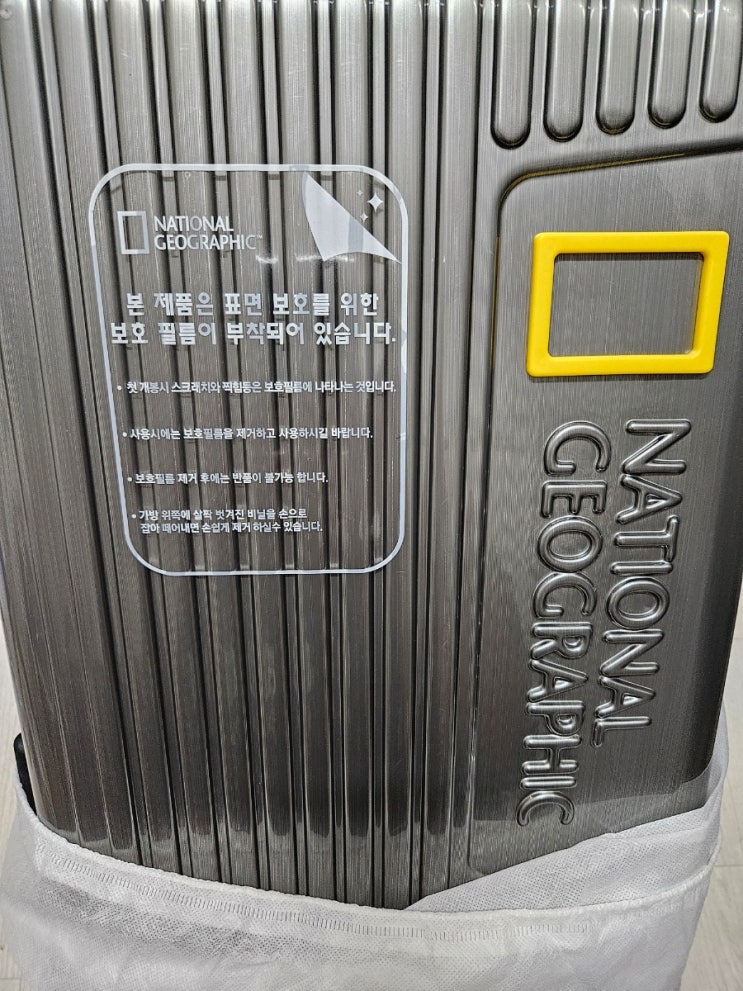 NATIONAL
GEOGRAPHIC™
본 제품은 표면 보호를 위한
보호 필름이 부착되어 있습니다.
• 첫 개봉시 스크래치와 찍힘등은 보호필름에 나타나는 것입니다.
• 사용시에는 보호필름을 제거하고 사용하시길 바랍니다.
• 보호필름 제거 후에는 반품이 불가능 합니다.
• 가방 위쪽에 살짝 벗겨진 비닐을 손으로
잡아 떼어내면 손쉽게 제거 하실수 있습니다.
NATIONAL
GEOGRAPHIC